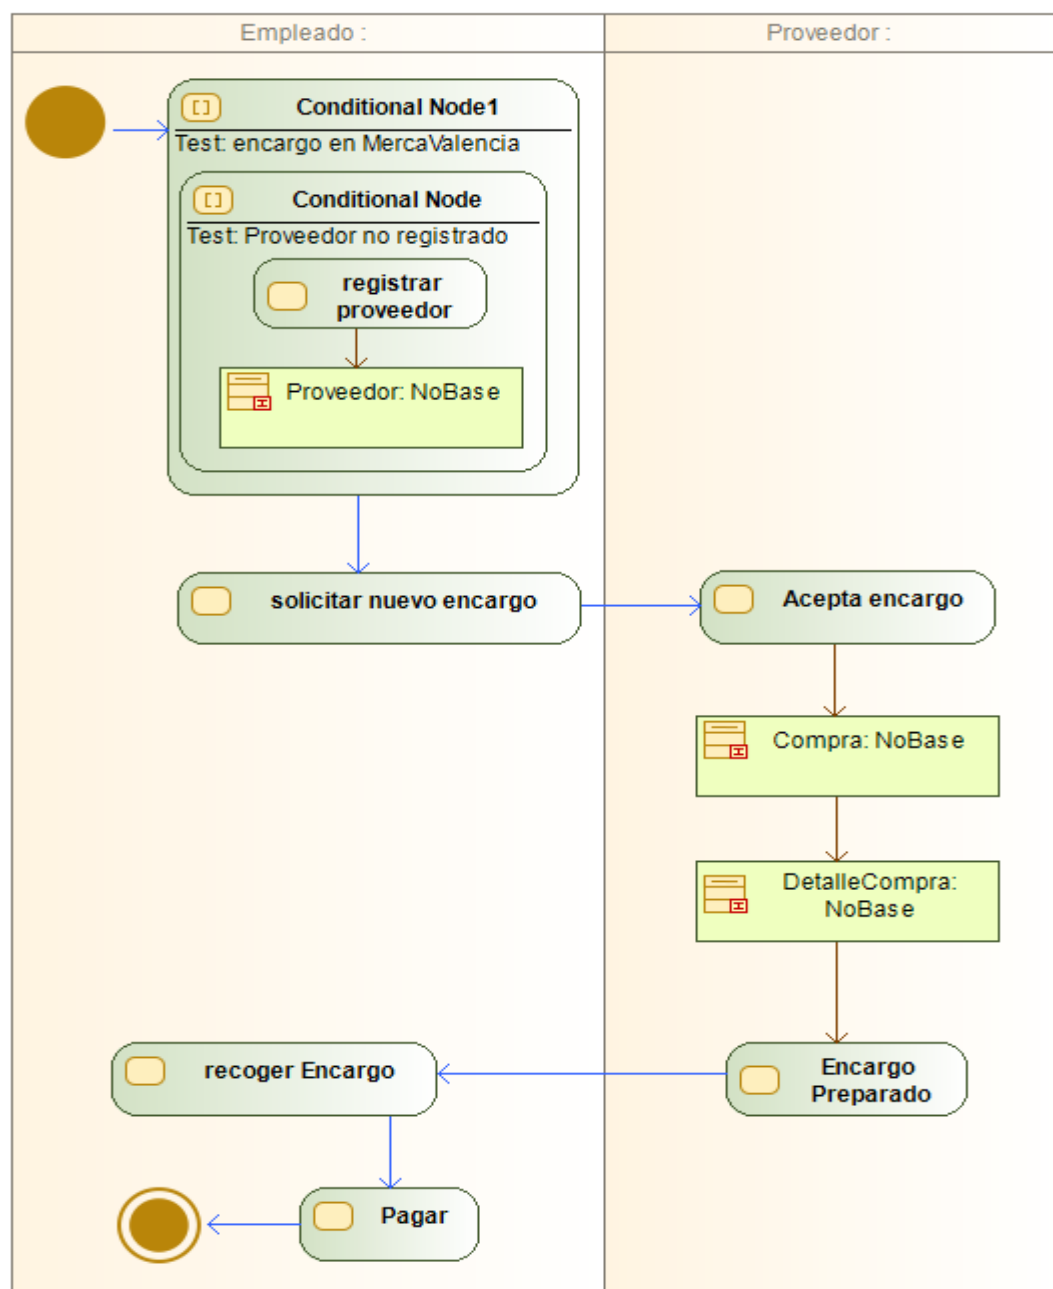 Empleado :
Proveedor :
Conditional Node1
Test: encargo en MercaValencia
Conditional Node
Test: Proveedor no registrado
registrar
proveedor
Proveedor: NoBase
solicitar nuevo encargo
Acepta encargo
Compra: NoBase
DetalleCompra:
NoBase
recoger Encargo
Encargo
Preparado
Pagar